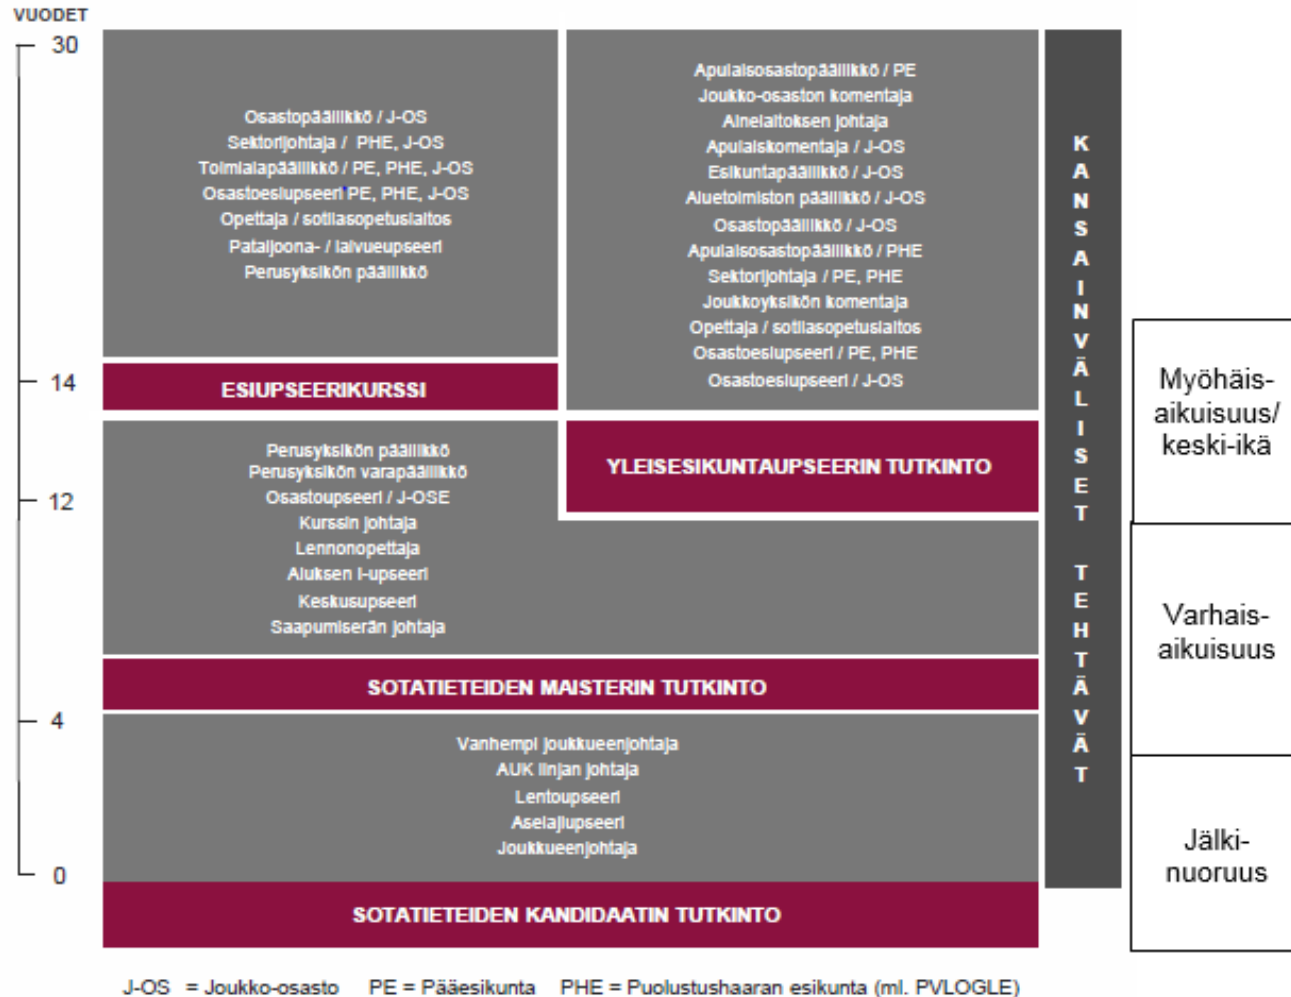 VUODET
30
Osastopäällikkö / J-OS
Sektorijohtaja / PHE, J-OS
Toimialapäällikkö / PE, PHE, J-OS
Osastoesiupseeri PE, PHE, J-OS
Opettaja / sotilasopetuslaitos
Pataljoona- / laivueupseeri
Perusyksikön päällikkö
Apulaisosastopäällikkö / PE
Joukko-osaston komentaja
Ainelaitoksen johtaja
Apulaiskomentaja / J-OS
Esikuntapäällikkö / J-OS
Aluetoimiston päällikkö / J-OS
Osastopäällikkö / J-OS
Apulaisosastopäällikkö / PHE
Sektorijohtaja / PE, PHE
Joukkoyksikön komentaja
Opettaja / sotilasopetuslaitos
Osastoesiupseeri / PE, PHE
Osastoesiupseeri / J-OS
14
ESIUPSEERIKURSSI
Perusyksikön päällikkö
Perusyksikön varapäällikkö
Osastoupseeri / J-OSE
Kurssin johtaja
Lennonopettaja
Aluksen I-upseeri
Keskusupseeri
Saapumiserän johtaja
YLEISESIKUNTAUPSEERIN TUTKINTO
12
SOTATIETEIDEN MAISTERIN TUTKINTO
4
Vanhempi joukkueenjohtaja
AUK linjan johtaja
Lentoupseeri
Aselajiupseeri
Joukkueenjohtaja
0
SOTATIETEIDEN KANDIDAATIN TUTKINTO
KANSAINVÄLISET TEHTÄVÄT
Myöhäis-
aikuisuus/
keski-ikä
Varhais-
aikuisuus
Jälki-
nuoruus
J-OS = Joukko-osasto PE = Pääesikunta PHE = Puolustushaaran esikunta (ml. PVLOGLE)